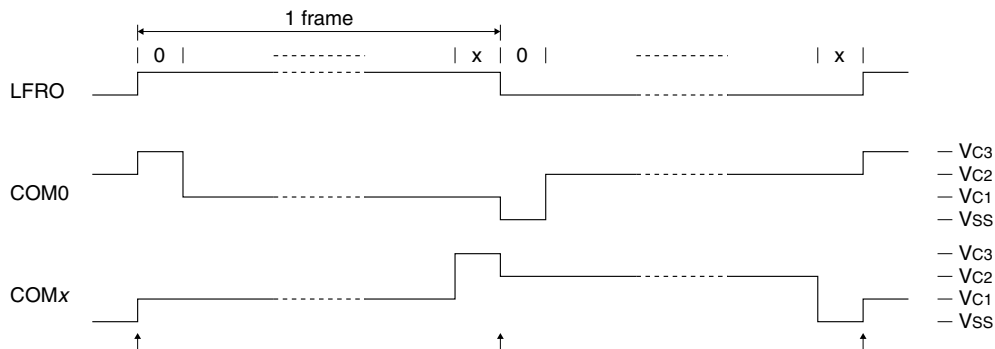 1 frame
0 x 0 x
LFRO
COM0
VC3
VC2
VC1
VSS
COMx
VC3
VC2
VC1
VSS